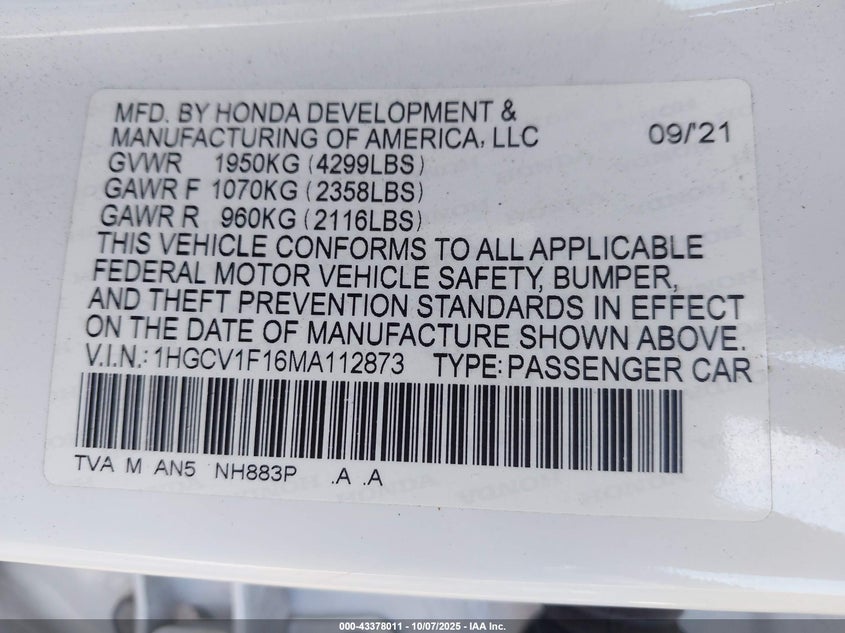 MFD. BY HONDA DEVELOPMENT &
MANUFACTURING OF AMERICA, LLC 09/'21
GVWR 1950KG (4299LBS)
GAWR F 1070KG (2358LBS)
GAWR R 960KG (2116LBS)
THIS VEHICLE CONFORMS TO ALL APPLICABLE
FEDERAL MOTOR VEHICLE SAFETY, BUMPER,
AND THEFT PREVENTION STANDARDS IN EFFECT
ON THE DATE OF MANUFACTURE SHOWN ABOVE.
V.I.N.: 1HGCV1F16MA112873 TYPE: PASSENGER CAR
TVA M AN5 NH883P .A .A
HONDA
000-43378011 - 10/07/2025 - IAA Inc.